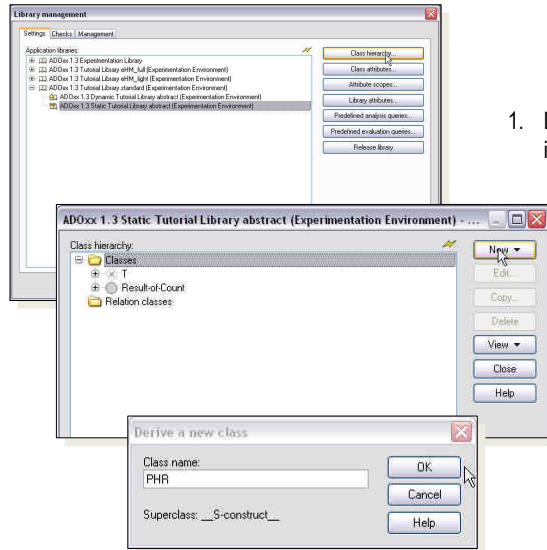 Library management
Settings Checks Management
Application libraries:
ADOxx 1.3 Experimentation Library
ADOxx 1.3 Tutorial Library eHM_full (Experimentation Environment)
ADOxx 1.3 Tutorial Library eHM_light (Experimentation Environment)
ADOxx 1.3 Tutorial Library standard (Experimentation Environment)
ADOxx 1.3 Dynamic Tutorial Library abstract (Experimentation Environment)
ADOxx 1.3 Static Tutorial Library abstract (Experimentation Environment)
Class hierarchy...
Class attributes...
Attribute scopes...
Library attributes...
Predefined analysis queries...
Predefined evaluation queries...
Release library
1.
ADOxx 1.3 Static Tutorial Library abstract (Experimentation Environment) - ...
Class hierarchy:
Classes
T
Result-of-Count
Relation classes
New
Edit...
Copy...
Delete
View
Close
Help
Derive a new class
Class name:
PHR
Superclass: __S-construct__
OK
Cancel
Help